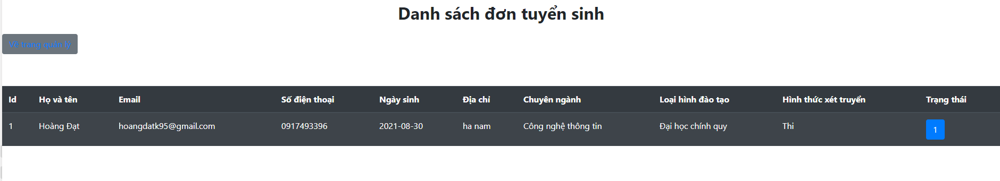 Danh sách đơn tuyển sinh
Về trang quản lý
Id Họ và tên Email Số điện thoại Ngày sinh Địa chỉ Chuyên ngành Loại hình đào tạo Hình thức xét truyển Trạng thái
1 Hoàng Đạt hoangdatk95@gmail.com 0917493396 2021-08-30 ha nam Công nghệ thông tin Đại học chính quy Thi 1